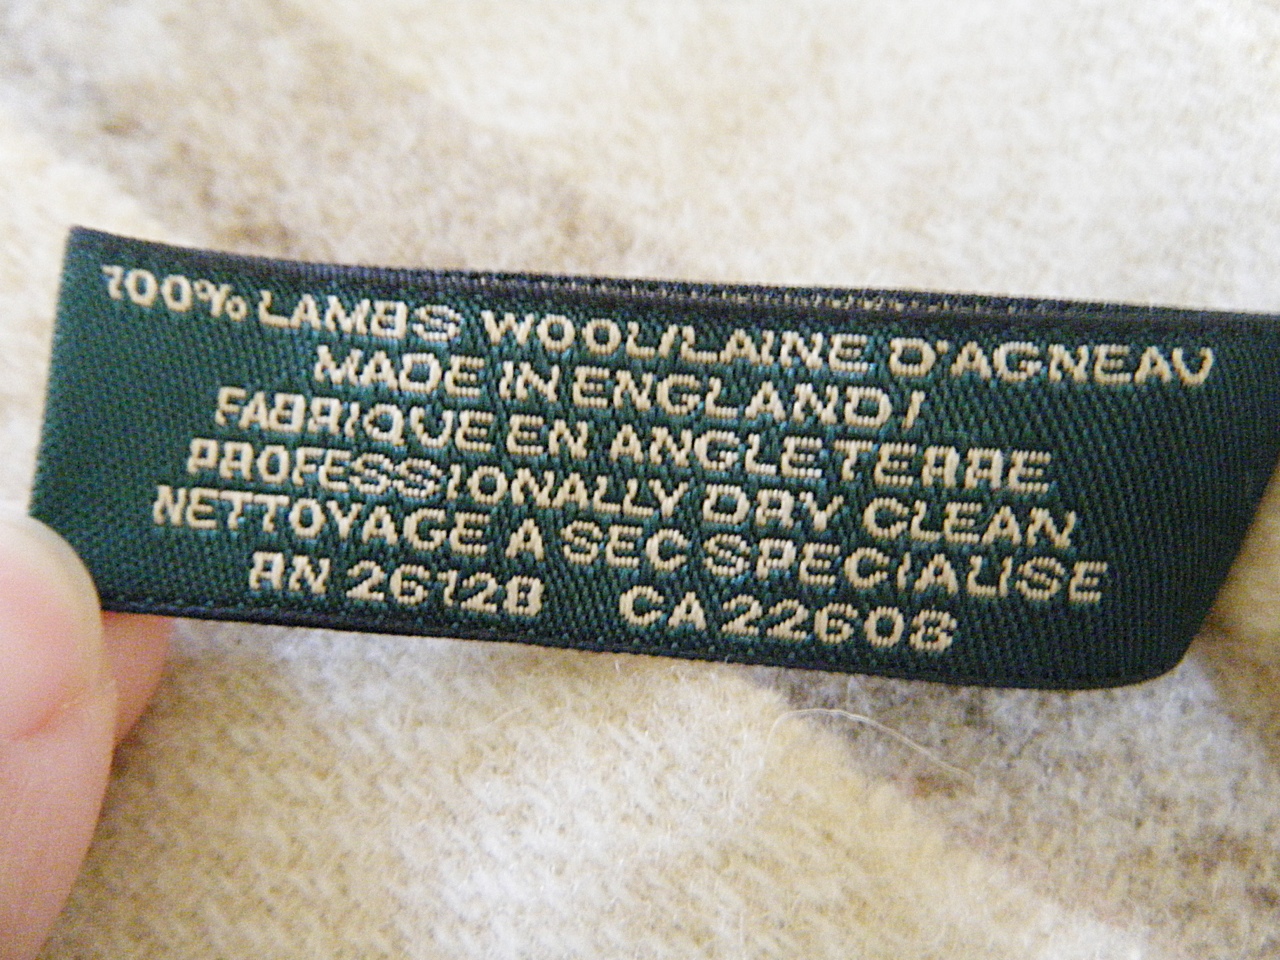 100% LAMBS WOOL/LAINE D'AGNEAU
MADE IN ENGLAND/
FABRIQUE EN ANGLETERRE
PROFESSIONALLY DRY CLEAN
NETTOYAGE A SEC SPECIALISE
RN 26128 CA 22608